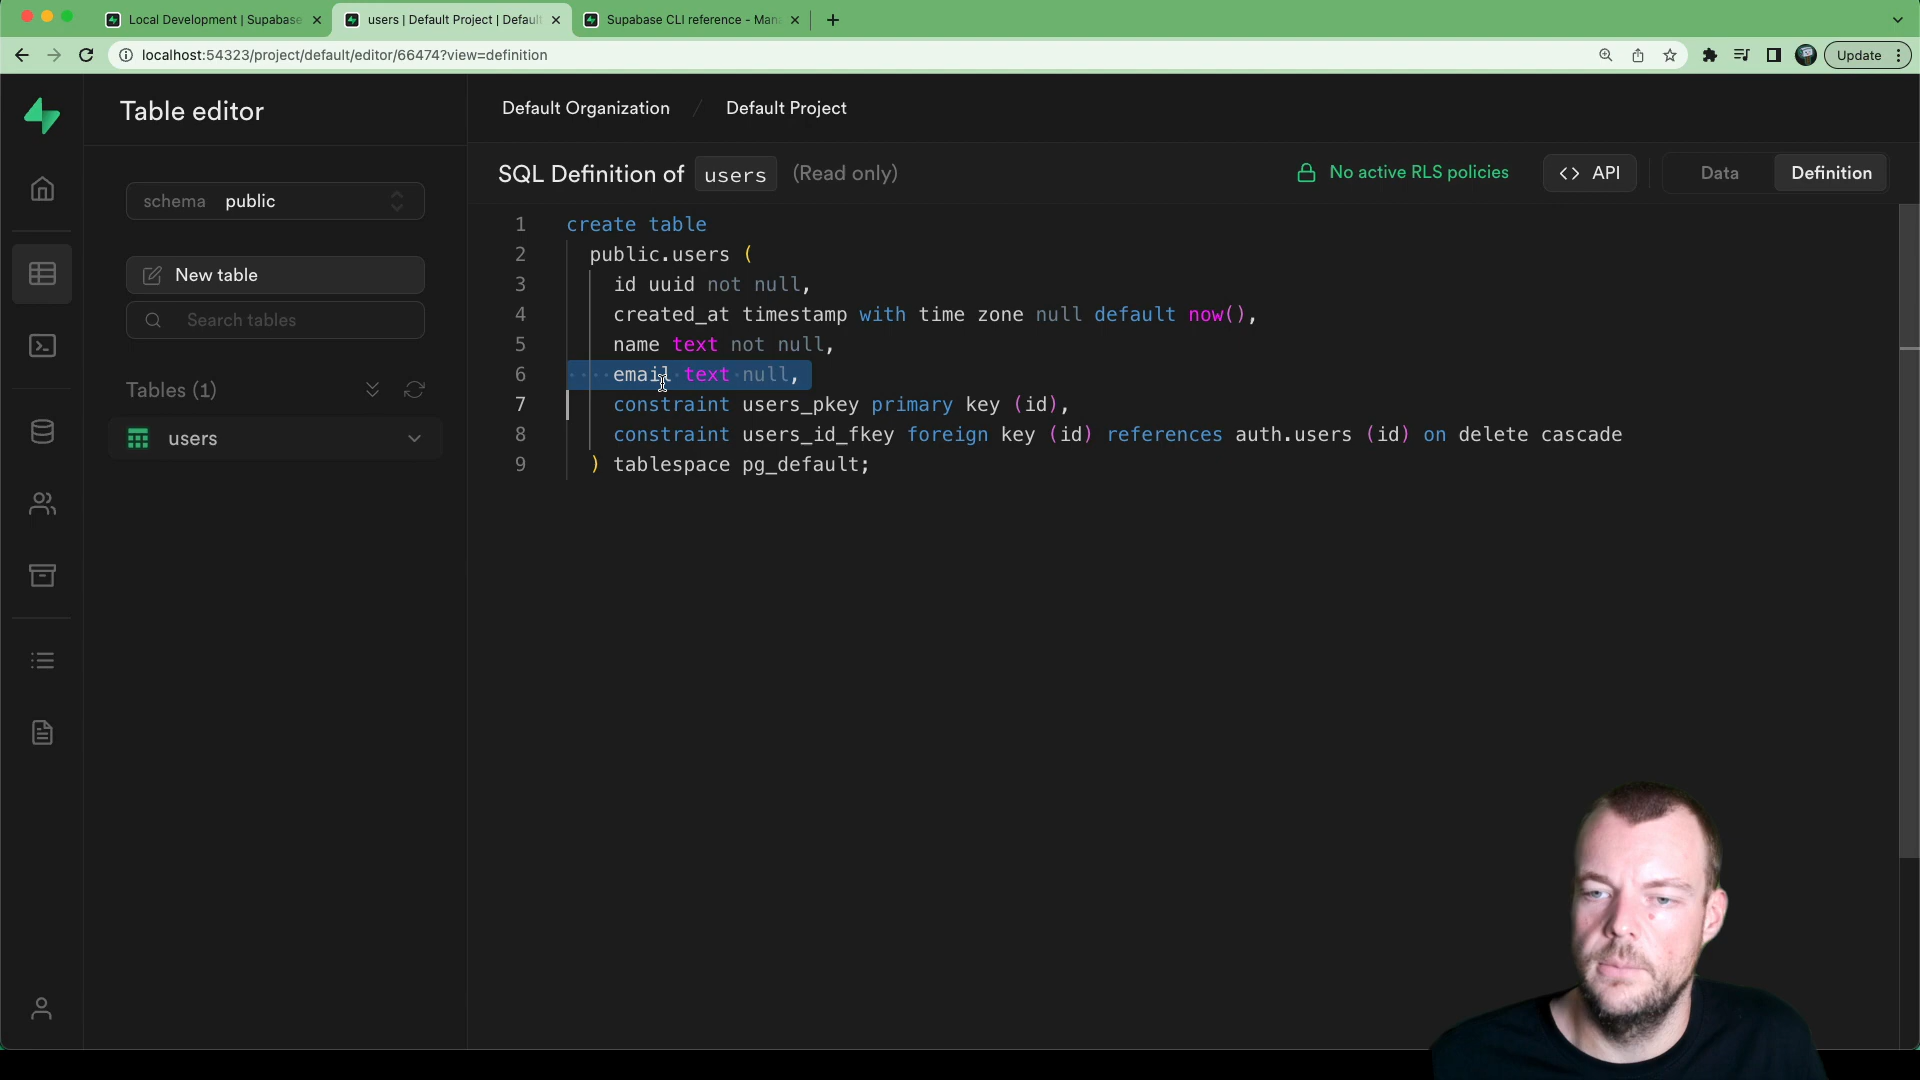 Local Development | Supabase
users | Default Project | Default
Supabase CLI reference - Man
localhost:54323/project/default/editor/66474?view=definition
Update
Table editor
Default Organization / Default Project
schema public
SQL Definition of users (Read only)
No active RLS policies
<> API
Data
Definition
New table
Search tables
Tables (1)
users
1 create table
2 public.users (
3 id uuid not null,
4 created_at timestamp with time zone null default now(),
5 name text not null,
6 email text null,
7 constraint users_pkey primary key (id),
8 constraint users_id_fkey foreign key (id) references auth.users (id) on delete cascade
9 ) tablespace pg_default;